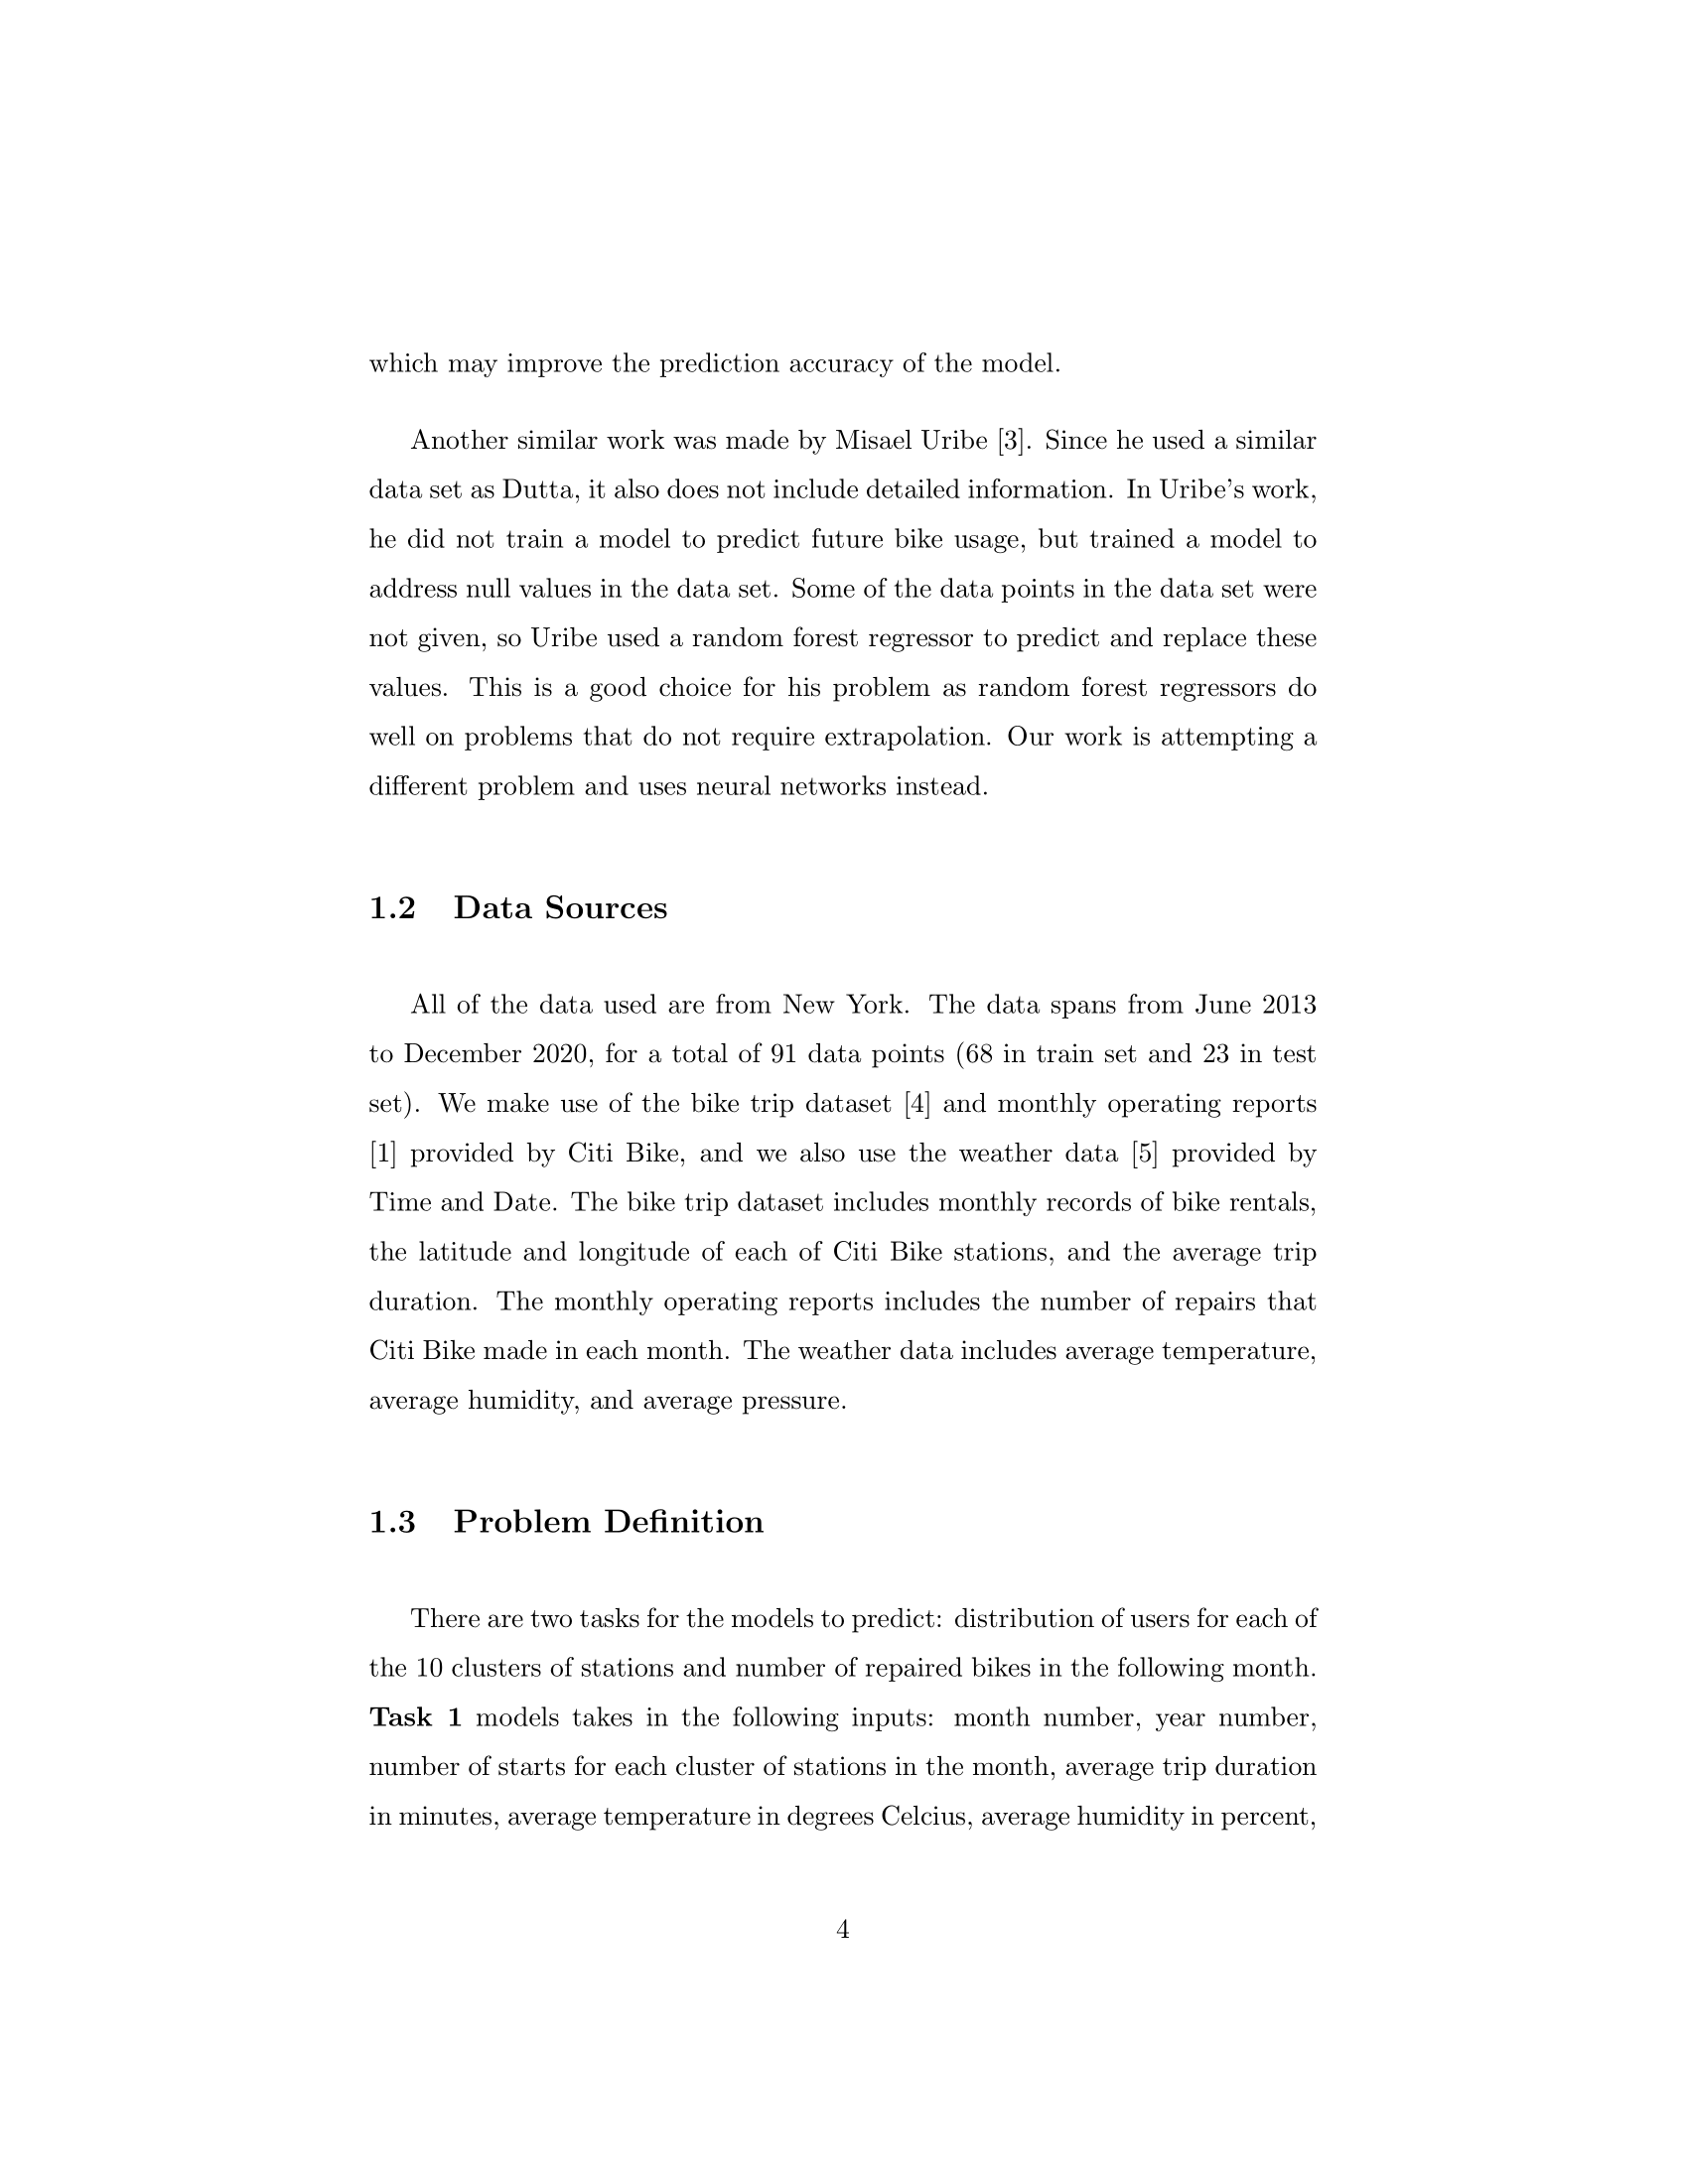 which may improve the prediction accuracy of the model.
Another similar work was made by Misael Uribe [3]. Since he used a similar
data set as Dutta, it also does not include detailed information. In Uribe's work,
he did not train a model to predict future bike usage, but trained a model to
address null values in the data set. Some of the data points in the data set were
not given, so Uribe used a random forest regressor to predict and replace these
values. This is a good choice for his problem as random forest regressors do
well on problems that do not require extrapolation. Our work is attempting a
different problem and uses neural networks instead.
1.2 Data Sources
All of the data used are from New York. The data spans from June 2013
to December 2020, for a total of 91 data points (68 in train set and 23 in test
set). We make use of the bike trip dataset [4] and monthly operating reports
[1] provided by Citi Bike, and we also use the weather data [5] provided by
Time and Date. The bike trip dataset includes monthly records of bike rentals,
the latitude and longitude of each of Citi Bike stations, and the average trip
duration. The monthly operating reports includes the number of repairs that
Citi Bike made in each month. The weather data includes average temperature,
average humidity, and average pressure.
1.3 Problem Definition
There are two tasks for the models to predict: distribution of users for each of
the 10 clusters of stations and number of repaired bikes in the following month.
Task 1 models takes in the following inputs: month number, year number,
number of starts for each cluster of stations in the month, average trip duration
in minutes, average temperature in degrees Celcius, average humidity in percent,
4